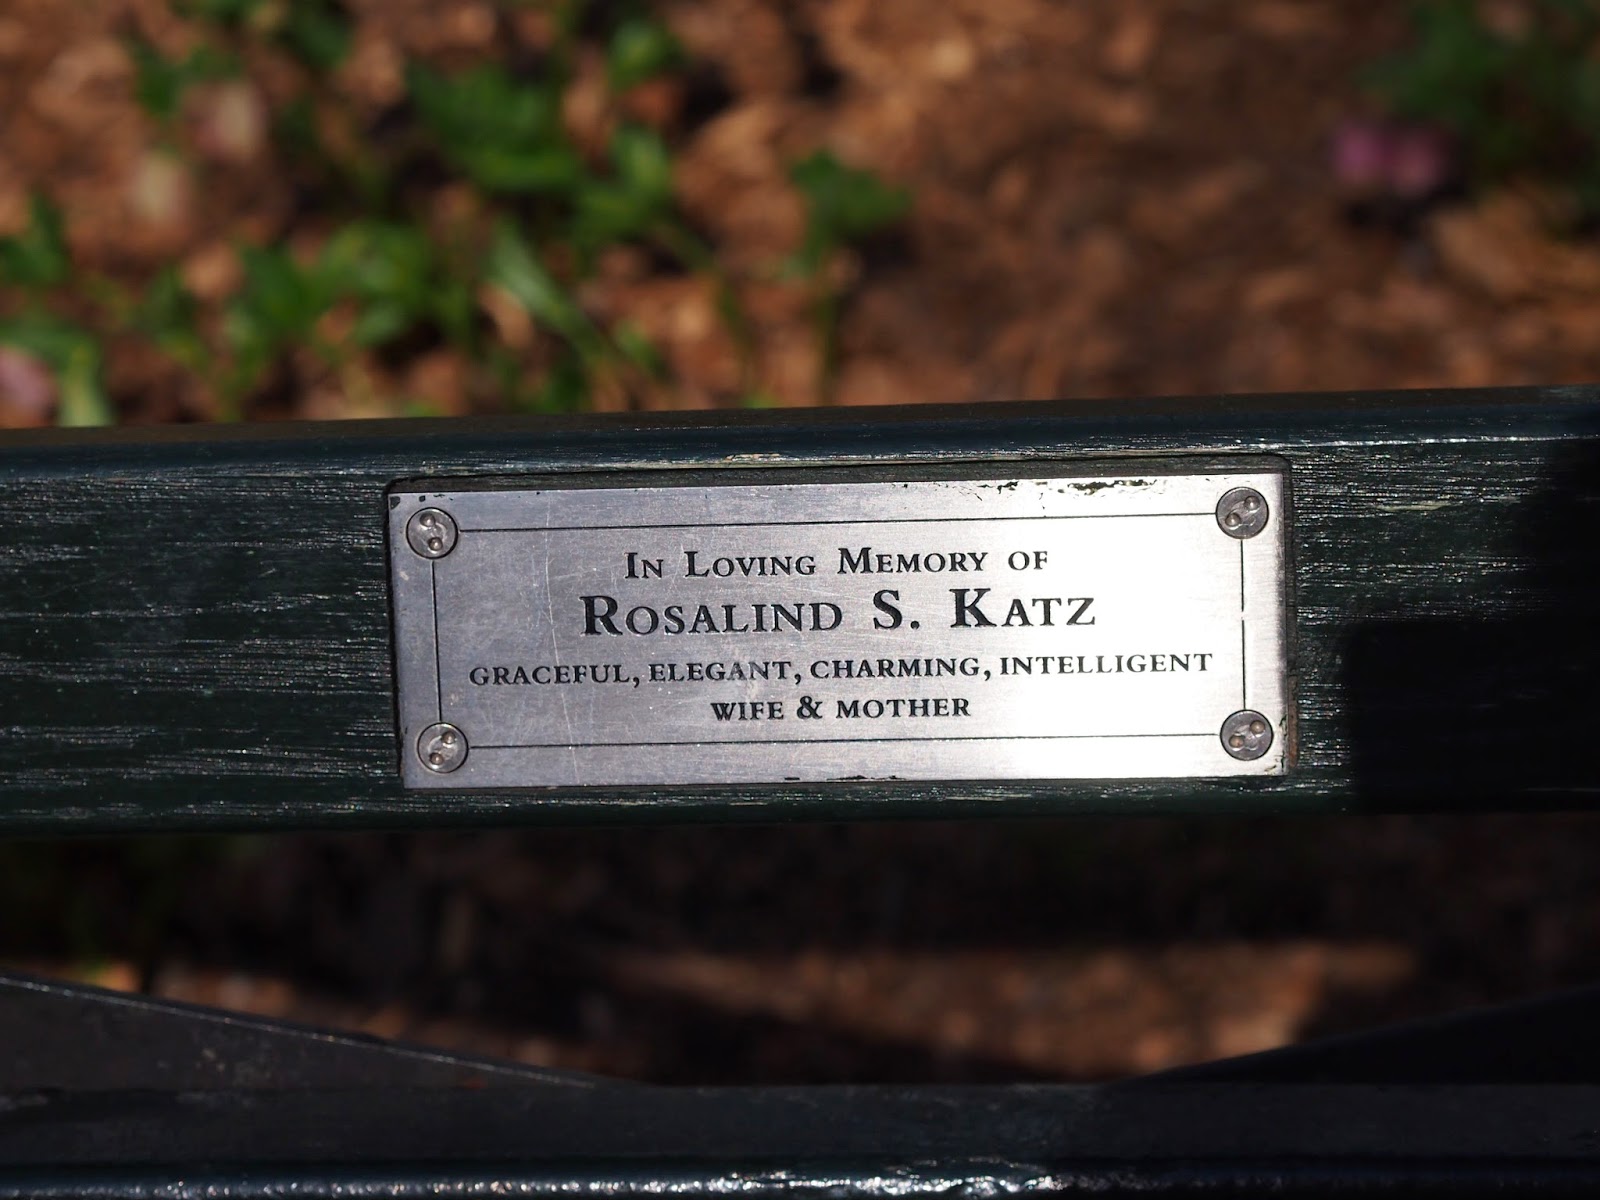 In Loving Memory of
Rosalind S. Katz
graceful, elegant, charming, intelligent
wife & mother